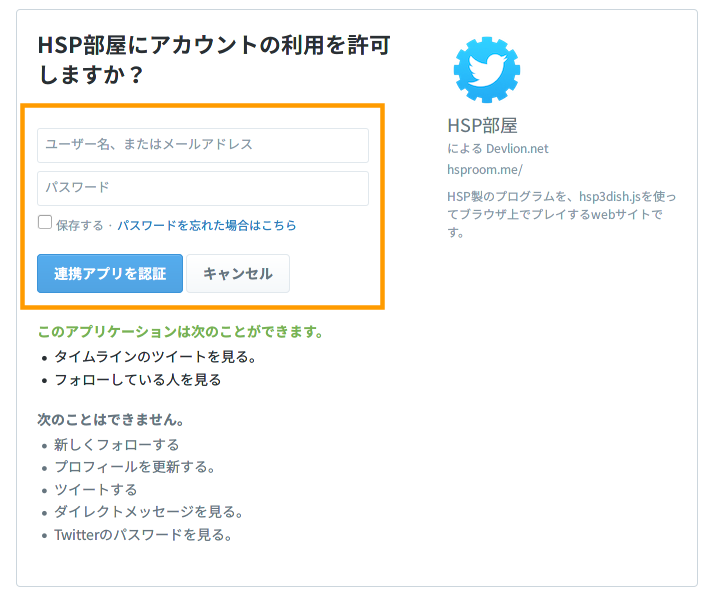 HSP部屋にアカウントの利用を許可
しますか？
ユーザー名、またはメールアドレス
パスワード
保存する · パスワードを忘れた場合はこちら
連携アプリを認証
キャンセル
このアプリケーションは次のことができます。
• タイムラインのツイートを見る。
• フォローしている人を見る
次のことはできません。
• 新しくフォローする
• プロフィールを更新する。
• ツイートする
• ダイレクトメッセージを見る。
• Twitterのパスワードを見る。
HSP部屋
による Devlion.net
hsproom.me/
HSP製のプログラムを、hsp3dish.jsを使っ
てブラウザ上でプレイするwebサイトで
す。